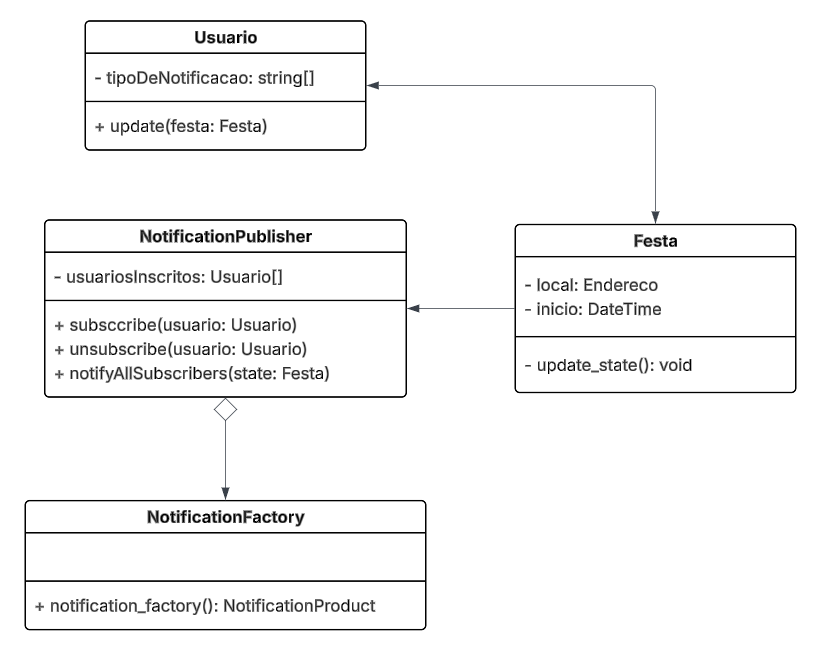 Usuario
- tipoDeNotificacao: string[]
+ update(festa: Festa)
NotificationPublisher
- usuariosInscritos: Usuario[]
+ subsccribe(usuario: Usuario)
+ unsubscribe(usuario: Usuario)
+ notifyAllSubscribers(state: Festa)
Festa
- local: Endereco
- inicio: DateTime
- update_state(): void
NotificationFactory
+ notification_factory(): NotificationProduct